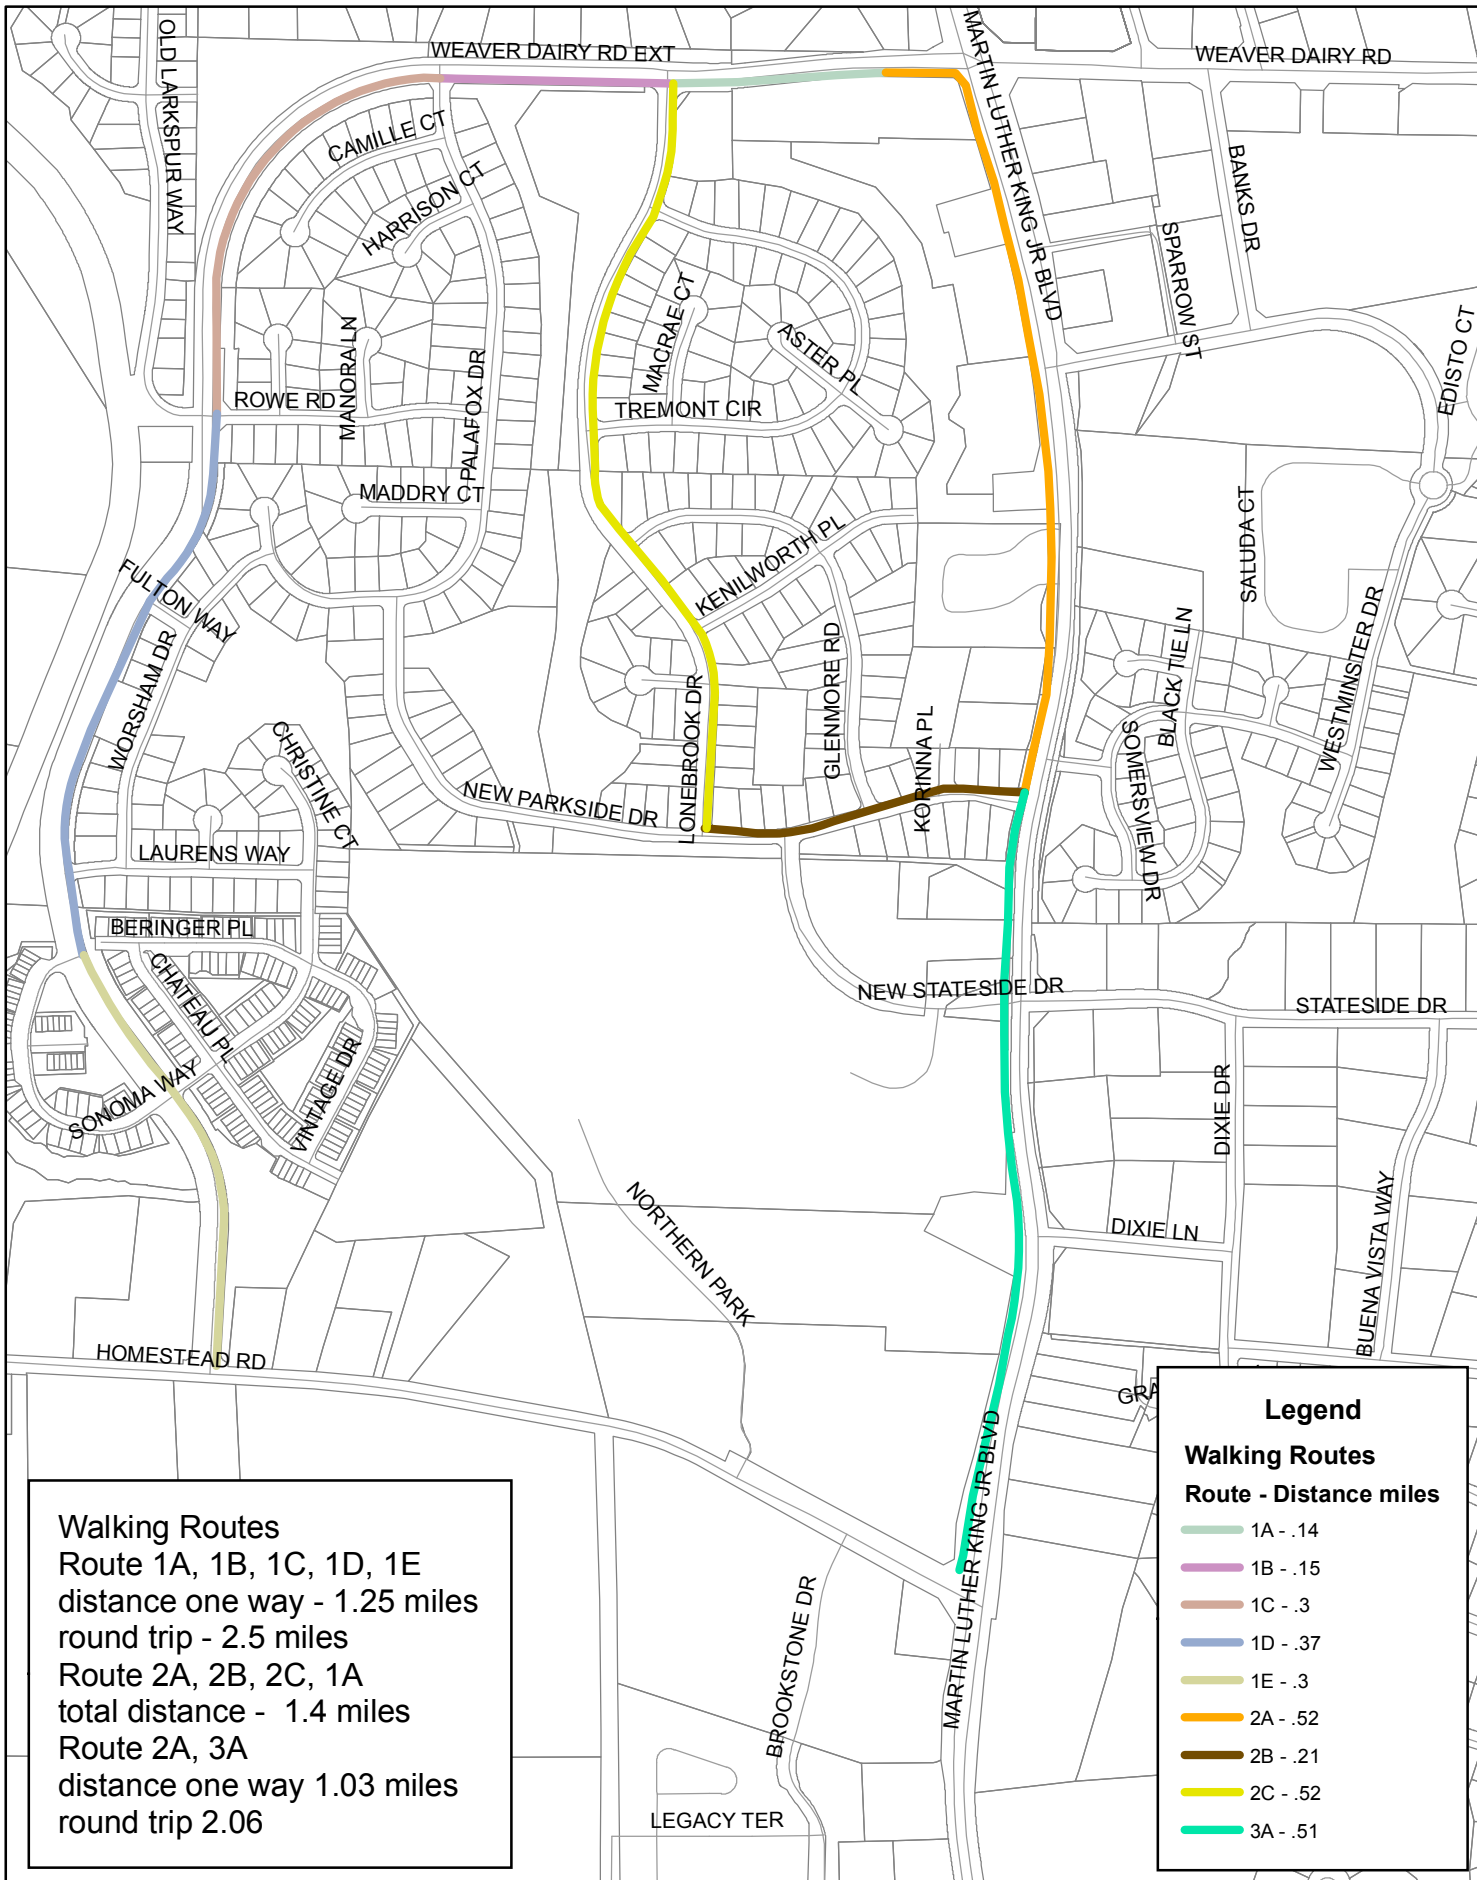 WEAVER DAIRY RD EXT
WEAVER DAIRY RD
OLD LARKSPUR WAY
MARTIN LUTHER KING JR BLVD
CAMILLE CT
HARRISON CT
BANKS DR
SPARROW ST
MACRAE CT
ASTER PL
EDISTO CT
MANORA LN
ROWE RD
PALAFOX DR
TREMONT CIR
MADDRY CT
SALUDA CT
KENILWORTH PL
FULTON WAY
WORSHAM DR
GLENMORE RD
BLACK TIE LN
WESTMINSTER DR
CHRISTINE CT
LONEBROOK DR
KORINNA PL
SOMERSVIEW DR
NEW PARKSIDE DR
LAURENS WAY
BERINGER PL
CHATEAU PL
NEW STATESIDE DR
STATESIDE DR
VINTAGE DR
SONOMA WAY
DIXIE DR
NORTHERN PARK
DIXIE LN
BUENA VISTA WAY
HOMESTEAD RD
GRA
MARTIN LUTHER KING JR BLVD
BROOKSTONE DR
LEGACY TER
Walking Routes
Route 1A, 1B, 1C, 1D, 1E
distance one way - 1.25 miles
round trip - 2.5 miles
Route 2A, 2B, 2C, 1A
total distance -  1.4 miles
Route 2A, 3A
distance one way 1.03 miles
round trip 2.06
Legend
Walking Routes
Route - Distance miles
1A - .14
1B - .15
1C - .3
1D - .37
1E - .3
2A - .52
2B - .21
2C - .52
3A - .51